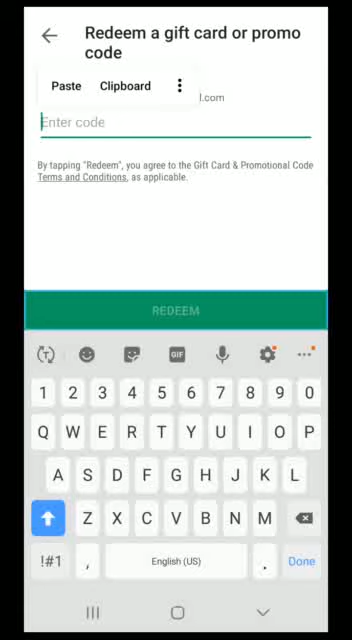 Redeem a gift card or promo
code
Paste Clipboard
l.com
Enter code
By tapping "Redeem", you agree to the Gift Card & Promotional Code
Terms and Conditions, as applicable.
REDEEM
GIF
1 2 3 4 5 6 7 8 9 0
Q W E R T Y U I O P
A S D F G H J K L
Z X C V B N M
!#1 , English (US) . Done